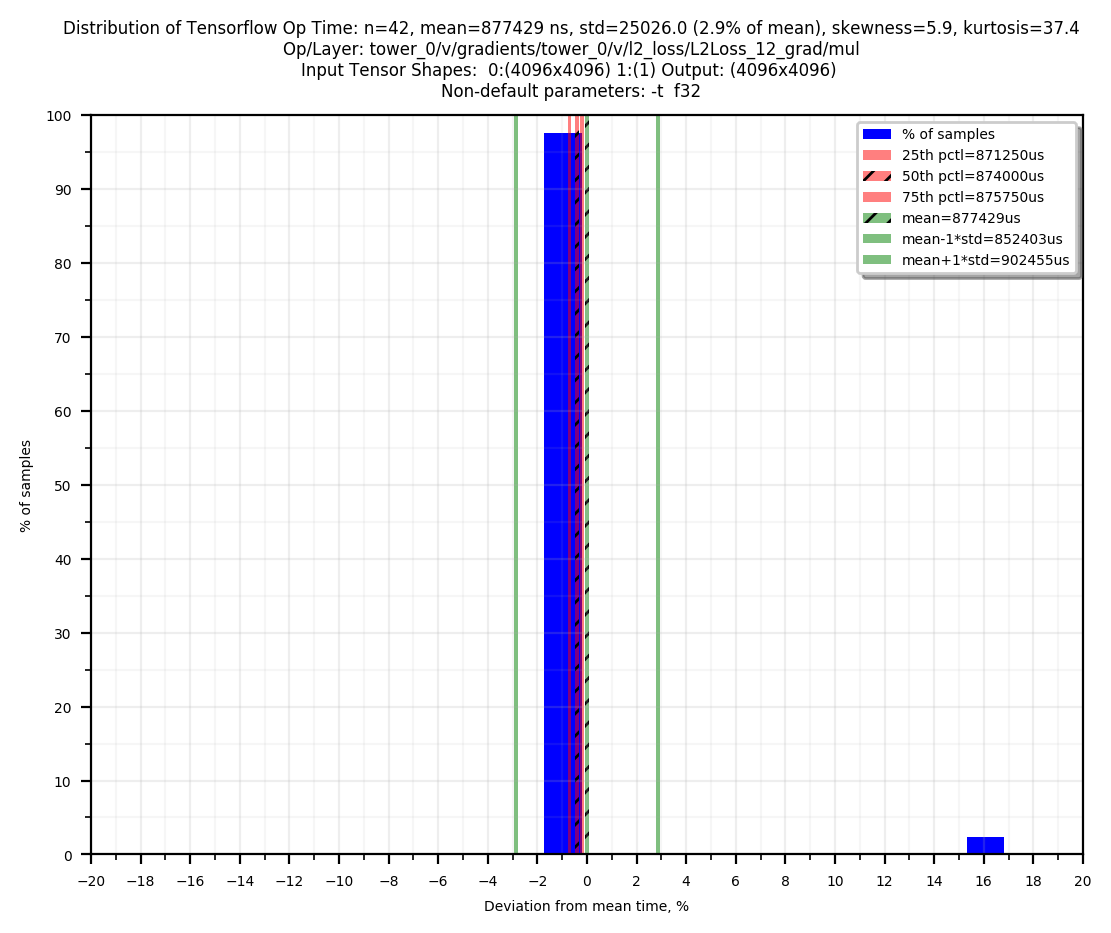 Distribution of Tensorflow Op Time: n=42, mean=877429 ns, std=25026.0 (2.9% of mean), skewness=5.9, kurtosis=37.4
Op/Layer: tower_0/v/gradients/tower_0/v/l2_loss/L2Loss_12_grad/mul
Input Tensor Shapes:  0:(4096x4096) 1:(1) Output: (4096x4096)
Non-default parameters: -t  f32
% of samples
25th pctl=871250us
50th pctl=874000us
75th pctl=875750us
mean=877429us
mean-1*std=852403us
mean+1*std=902455us
100
90
80
70
60
50
40
30
20
10
0
% of samples
−20 −18 −16 −14 −12 −10 −8 −6 −4 −2 0 2 4 6 8 10 12 14 16 18 20
Deviation from mean time, %